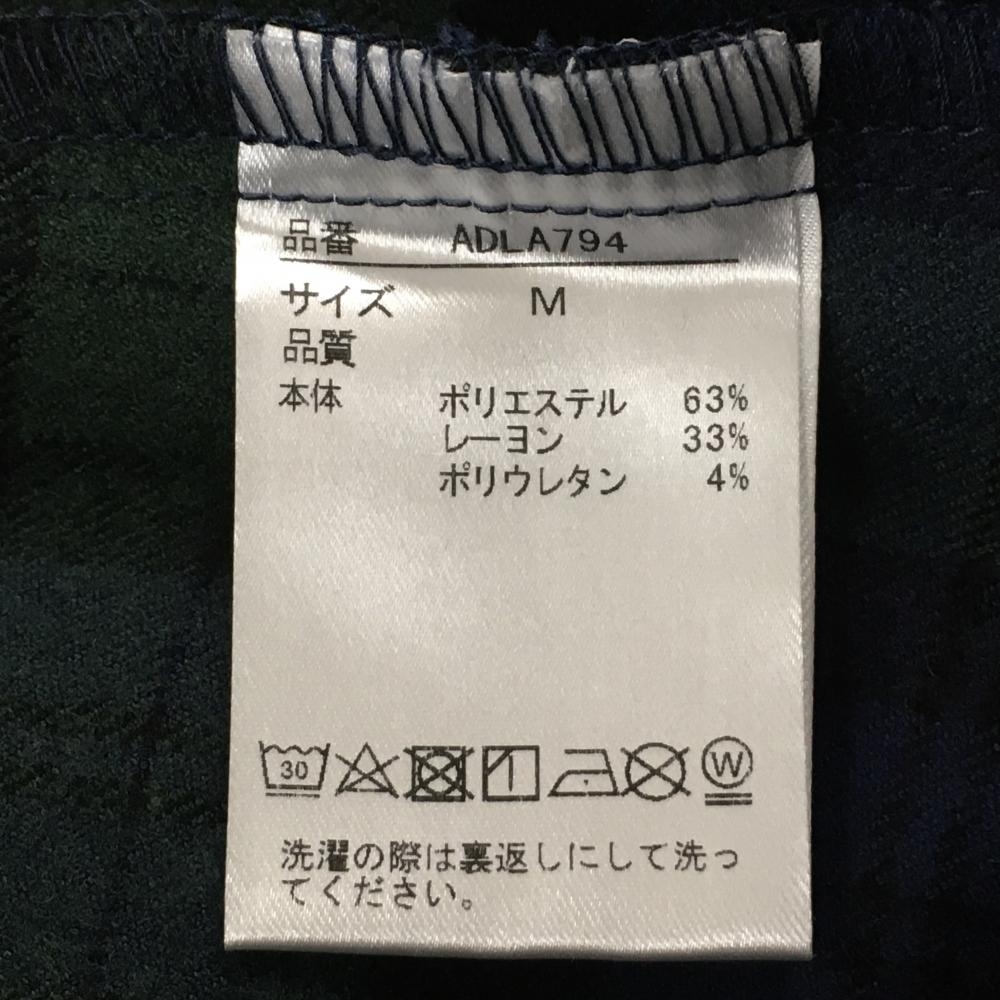 品番 ADLA794
サイズ M
品質
本体 ポリエステル 63%
レーヨン 33%
ポリウレタン 4%
30 W
洗濯の際は裏返しにして洗っ
てください。